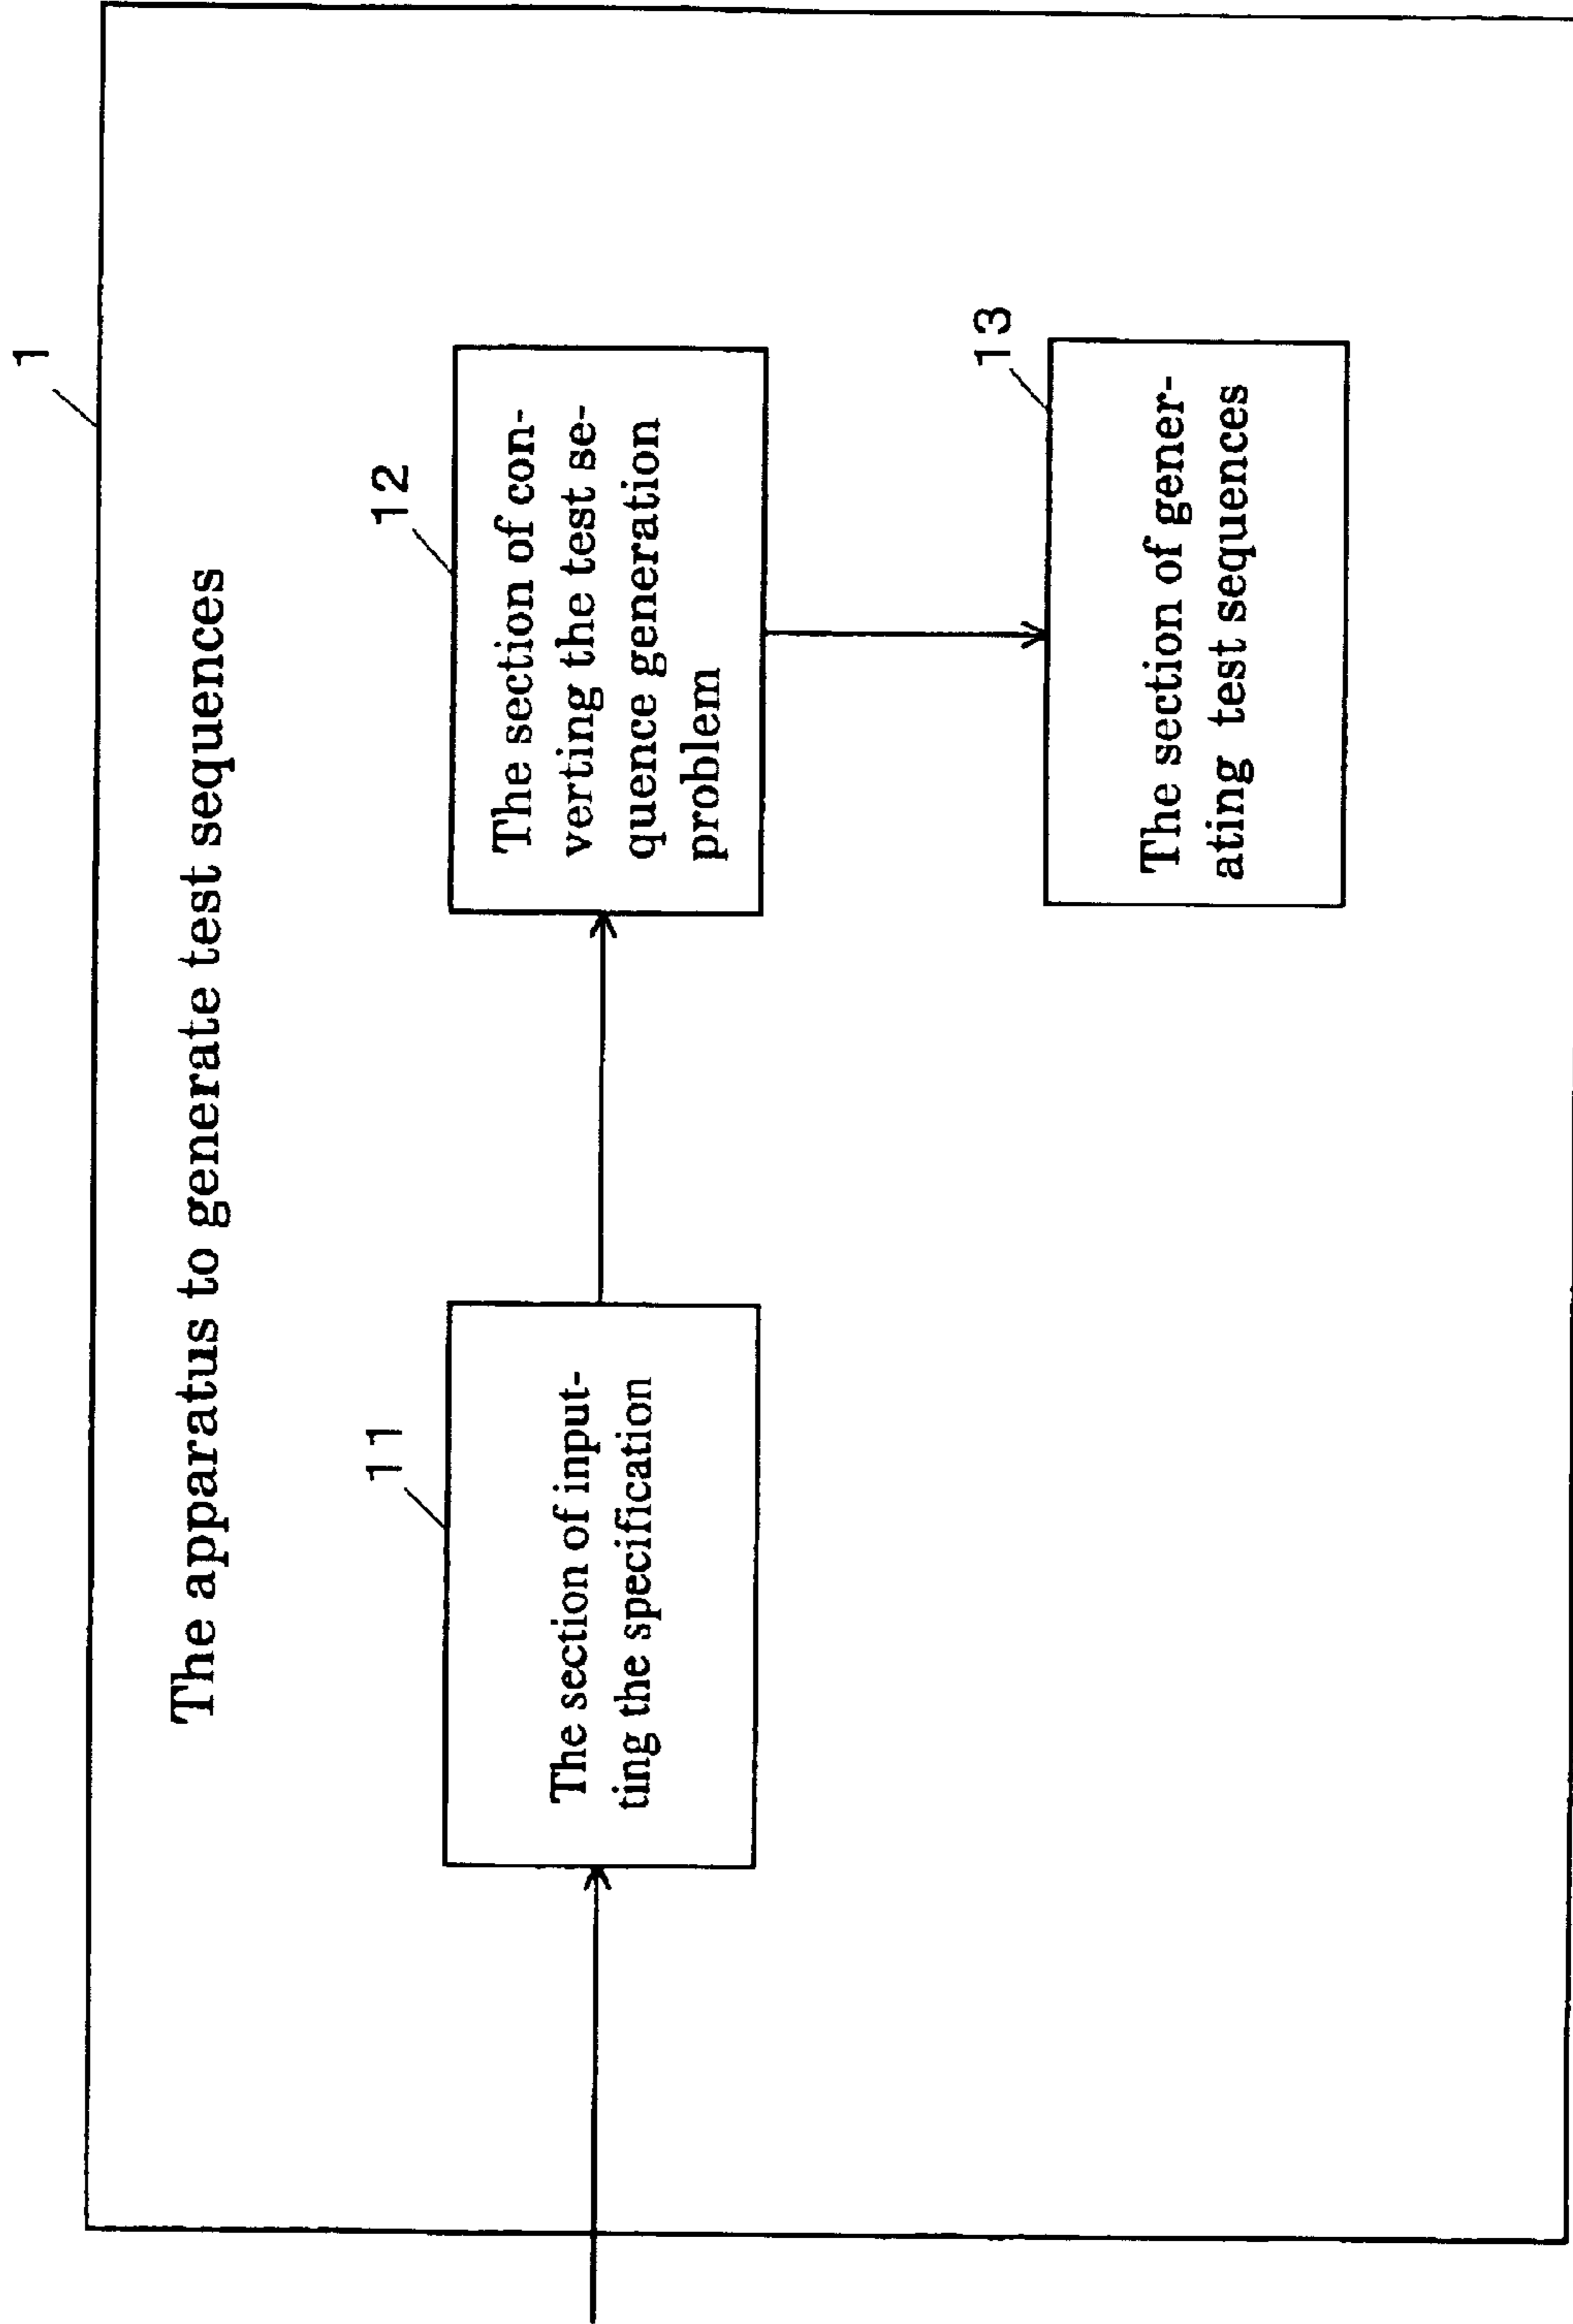 1
The apparatus to generate test sequences
11
The section of input-
ting the specification
12
The section of con-
verting the test se-
quence generation
problem
13
The section of gener-
ating test sequences